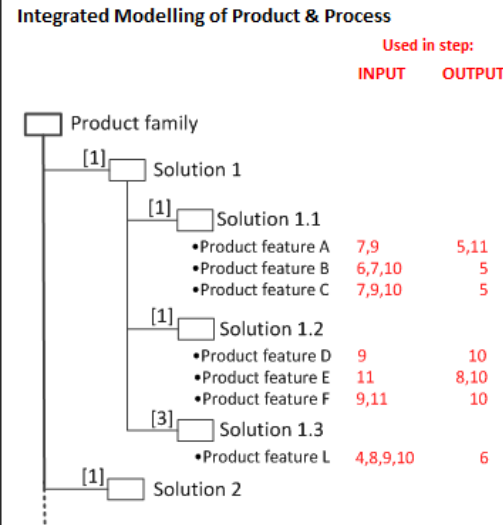 Integrated Modelling of Product & Process
Used in step:
INPUT OUTPUT
Product family
[1] Solution 1
[1] Solution 1.1
•Product feature A 7,9 5,11
•Product feature B 6,7,10 5
•Product feature C 7,9,10 5
[1] Solution 1.2
•Product feature D 9 10
•Product feature E 11 8,10
•Product feature F 9,11 10
[3] Solution 1.3
•Product feature L 4,8,9,10 6
[1] Solution 2